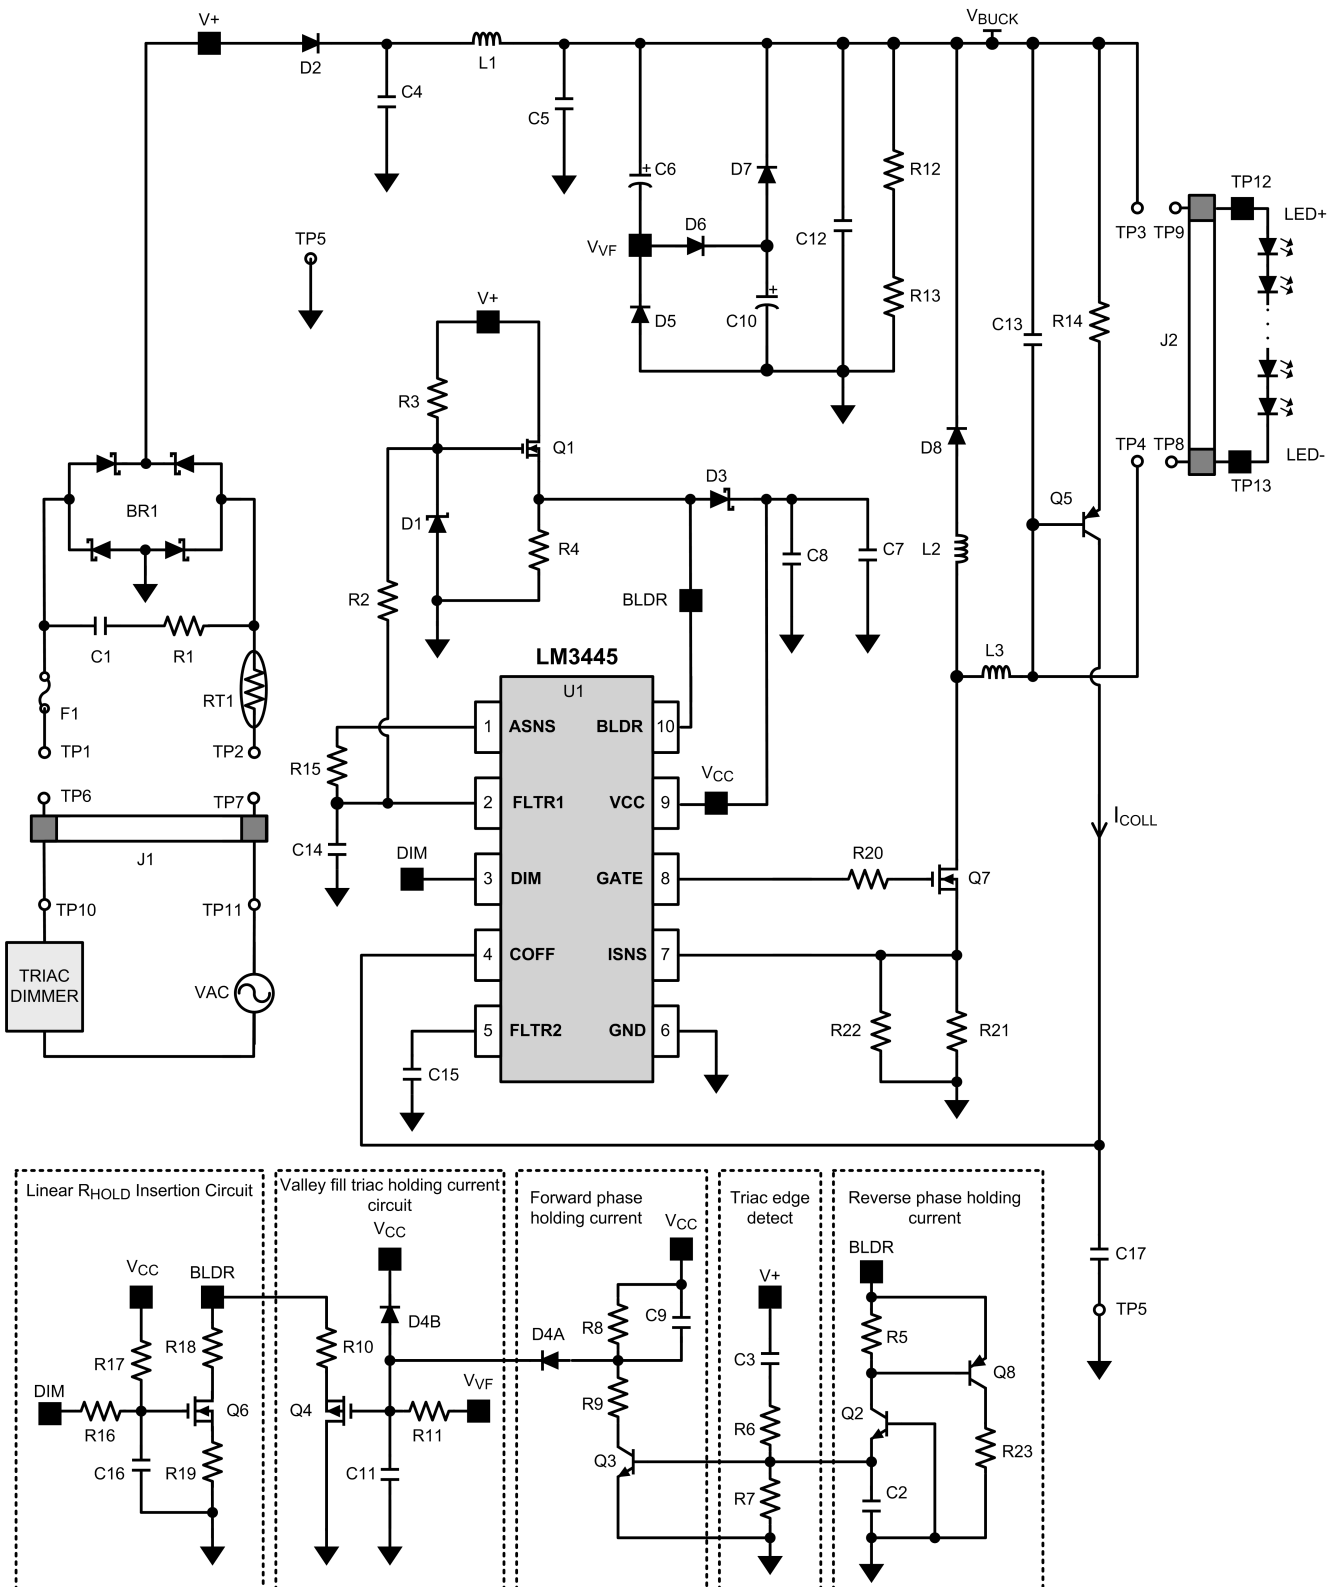 V+
VBUCK
D2
L1
C4
C5
C6
D7
R12
TP12
LED+
TP5
VVF
D6
C12
TP3
TP9
V+
D5
C10
R13
C13
R14
J2
R3
Q1
D8
TP4
TP8
LED-
TP13
BR1
D1
R4
D3
Q5
C8
C7
L2
R2
BLDR
C1
R1
LM3445
L3
U1
RT1
F1
1
ASNS
BLDR
10
TP1
TP2
R15
VCC
TP6
TP7
2
FLTR1
VCC
9
ICOLL
J1
C14
DIM
R20
3
DIM
GATE
8
Q7
TP10
TP11
4
COFF
ISNS
7
TRIAC
DIMMER
VAC
5
FLTR2
GND
6
R22
R21
C15
Linear RHOLD Insertion Circuit
Valley fill triac holding current
circuit
Forward phase
holding current
Triac edge
detect
Reverse phase holding
current
VCC
VCC
BLDR
VCC
V+
BLDR
C17
TP5
R17
R18
R10
D4B
D4A
R8
C9
C3
R5
Q8
DIM
R16
Q6
Q4
R11
VVF
R9
R6
Q2
R23
C16
R19
C11
Q3
R7
C2